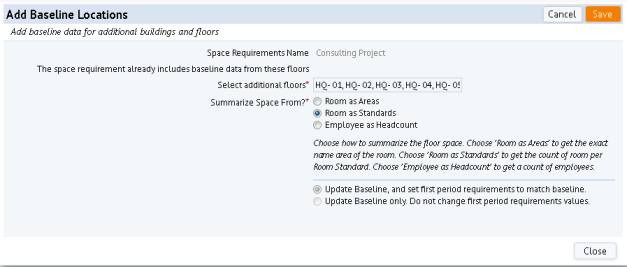 Add Baseline Locations
Cancel
Save
Add baseline data for additional buildings and floors
Space Requirements Name Consulting Project
The space requirement already includes baseline data from these floors
Select additional floors* HQ- 01, HQ- 02, HQ- 03, HQ- 04, HQ- 05
Summarize Space From?* Room as Areas
Room as Standards
Employee as Headcount
Choose how to summarize the floor space. Choose 'Room as Areas' to get the exact
name area of the room. Choose 'Room as Standards' to get the count of room per
Room Standard. Choose 'Employee as Headcount' to get a count of employees.
Update Baseline, and set first period requirements to match baseline.
Update Baseline only. Do not change first period requirements values.
Close